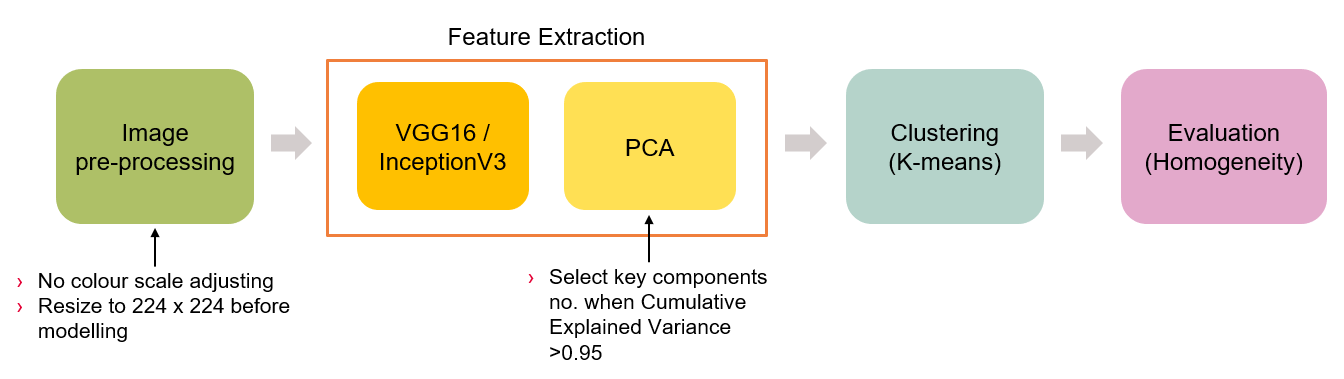 Feature Extraction
Image
pre-processing
VGG16 /
InceptionV3
PCA
Clustering
(K-means)
Evaluation
(Homogeneity)
› No colour scale adjusting
› Resize to 224 x 224 before
modelling
› Select key components
no. when Cumulative
Explained Variance
>0.95